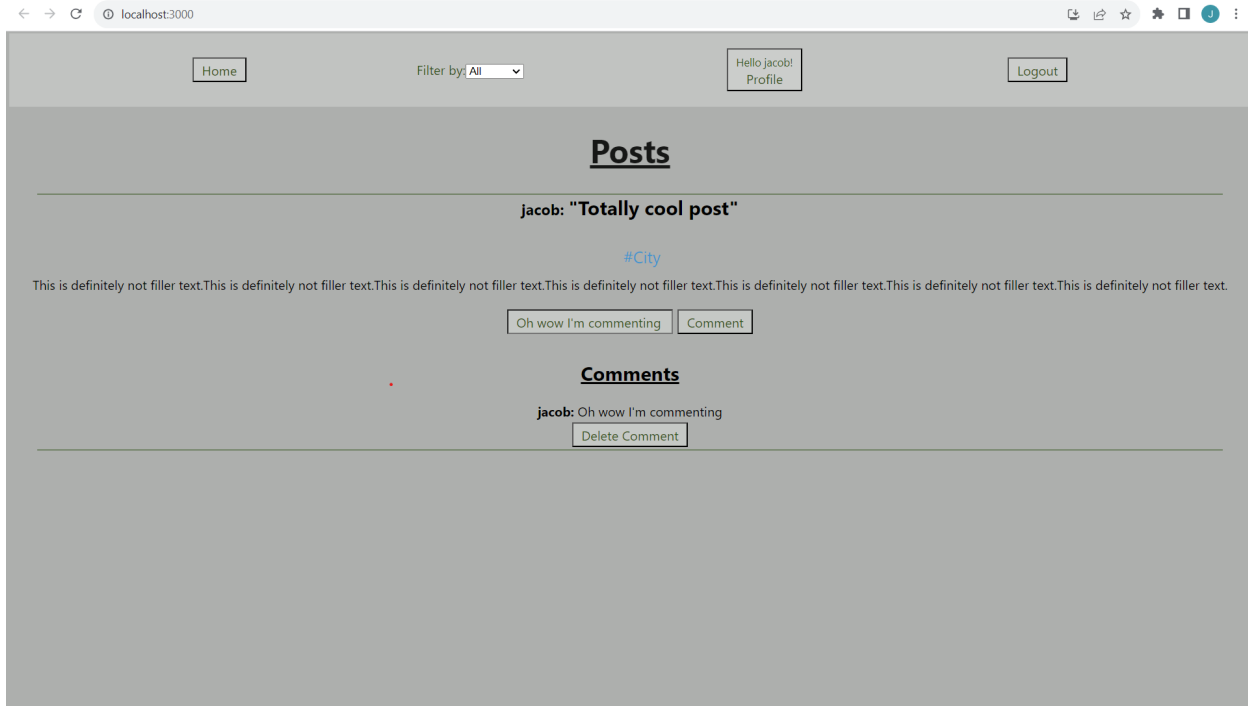 localhost:3000
J
Home
Filter by: All
Hello jacob!
Profile
Logout
Posts
jacob: "Totally cool post"
#City
This is definitely not filler text.This is definitely not filler text.This is definitely not filler text.This is definitely not filler text.This is definitely not filler text.This is definitely not filler text.This is definitely not filler text.
Oh wow I'm commenting Comment
Comments
jacob: Oh wow I'm commenting
Delete Comment